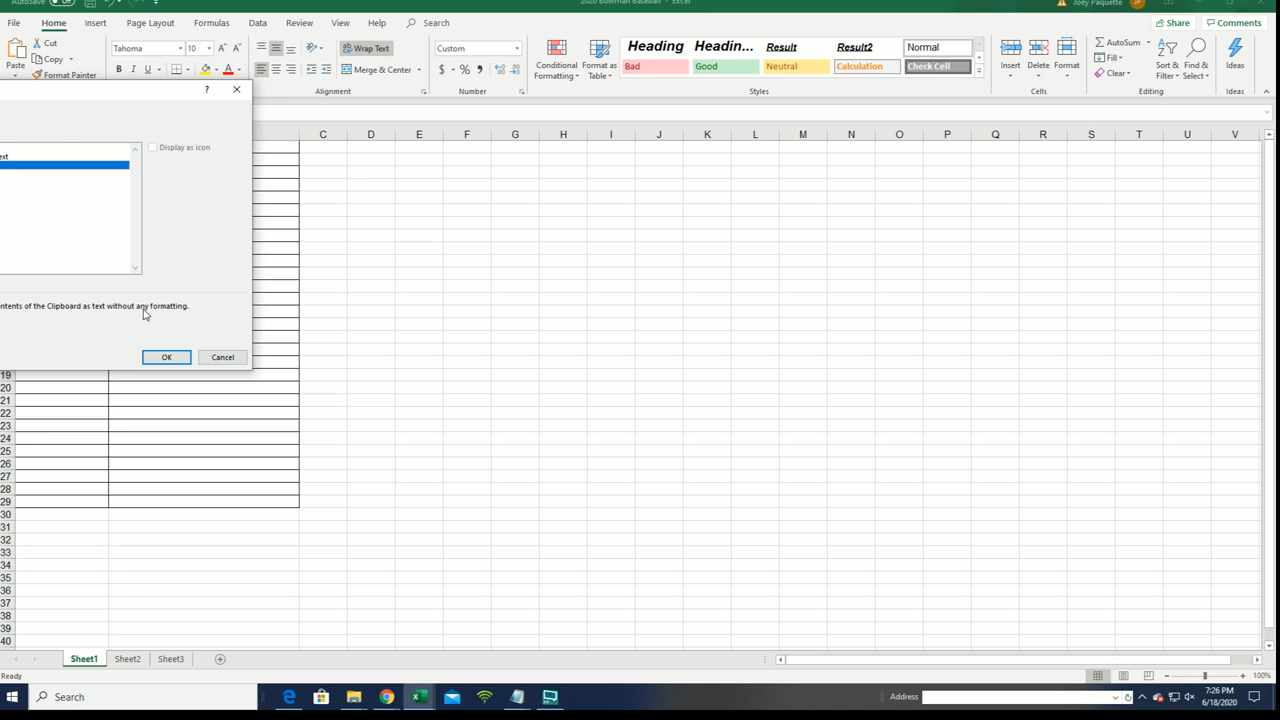 AutoSave Off 2020 Bowman Baseball - Excel Joey Paquette JP
File Home Insert Page Layout Formulas Data Review View Help Search Share Comments
Paste Cut Copy Format Painter
Tahoma 10 A A
B I U A
Wrap Text
Merge & Center
Custom
$ % ,
Conditional Formatting
Format as Table
Heading Headin... Result Result2 Normal
Bad Good Neutral Calculation Check Cell
Insert Delete Format
AutoSum
Fill
Clear
Sort & Filter
Find & Select
Ideas
Alignment Number Styles Cells Editing Ideas
? ×
C D E F G H I J K L M N O P Q R S T U V
ext
Display as icon
ntents of the Clipboard as text without any formatting.
OK Cancel
19
20
21
22
23
24
25
26
27
28
29
30
31
32
33
34
35
36
37
38
39
40
Sheet1 Sheet2 Sheet3
Ready 100%
Search Address 7:26 PM
6/18/2020